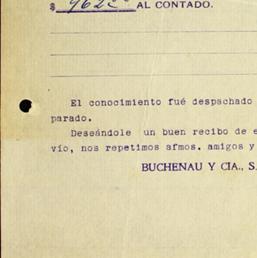 $ 9622 AL CONTADO.
El conocimiento fué despachado
parado.
Deseándole un buen recibo de e
vío, nos repetimos afmos. amigos y
BUCHENAU Y CIA., S.